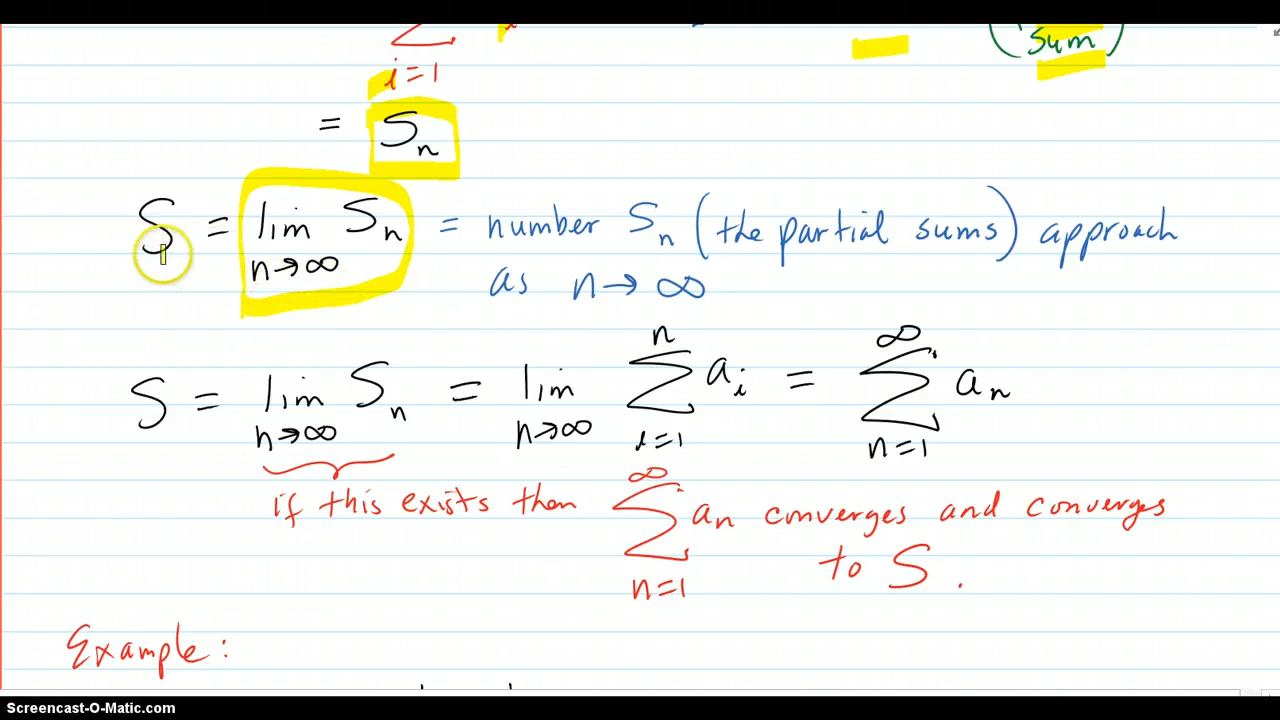 Σ i
i=1
(Sum)
= Sn
S = lim n→∞ Sn = number Sn (the partial sums) approach
as n→∞
S = lim n→∞ Sn = lim n→∞ Σ i=1 n ai = Σ n=1 ∞ an
if this exists then Σ n=1 ∞ an converges and converges
to S.
Example:
Screencast-O-Matic.com